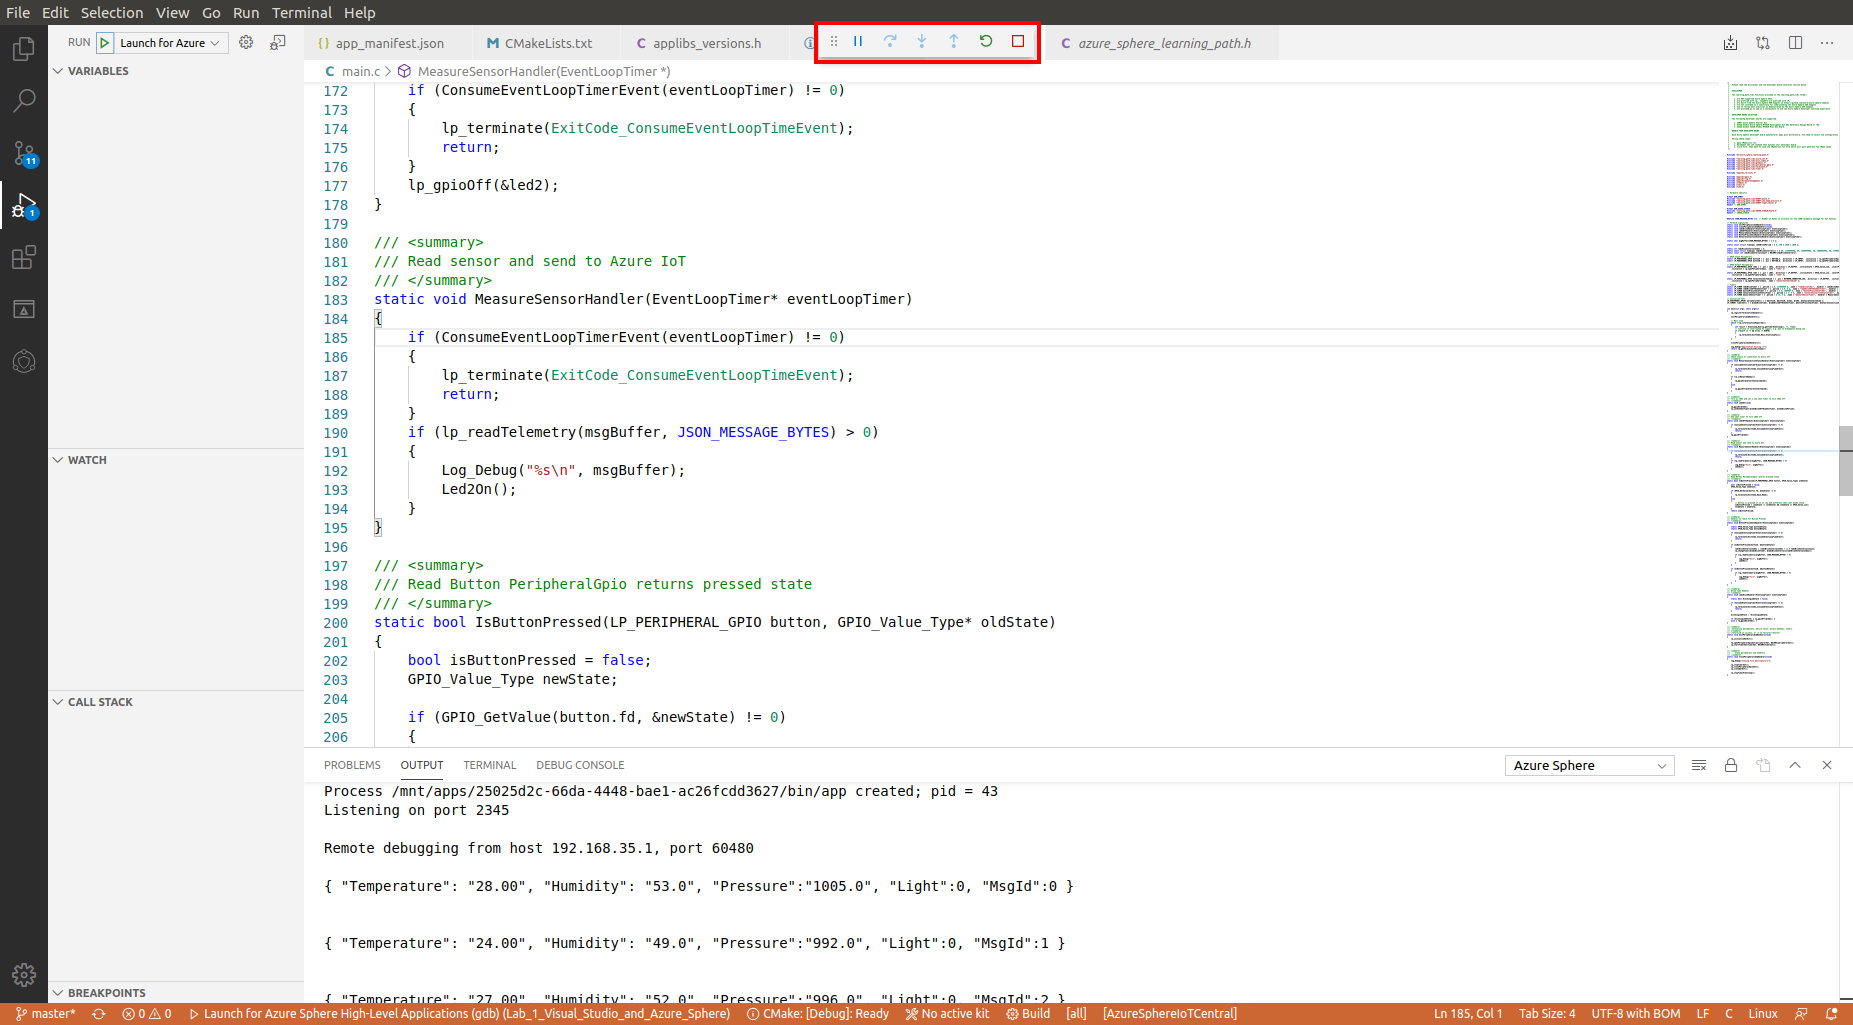 File Edit Selection View Go Run Terminal Help
RUN Launch for Azure
app_manifest.json CMakeLists.txt applibs_versions.h azure_sphere_learning_path.h
11
1
VARIABLES
WATCH
CALL STACK
BREAKPOINTS
main.c > MeasureSensorHandler(EventLoopTimer *)
172 if (ConsumeEventLoopTimerEvent(eventLoopTimer) != 0)
173 {
174 lp_terminate(ExitCode_ConsumeEventLoopTimeEvent);
175 return;
176 }
177 lp_gpioOff(&led2);
178 }
179
180 /// <summary>
181 /// Read sensor and send to Azure IoT
182 /// </summary>
183 static void MeasureSensorHandler(EventLoopTimer* eventLoopTimer)
184 {
185 if (ConsumeEventLoopTimerEvent(eventLoopTimer) != 0)
186 {
187 lp_terminate(ExitCode_ConsumeEventLoopTimeEvent);
188 return;
189 }
190 if (lp_readTelemetry(msgBuffer, JSON_MESSAGE_BYTES) > 0)
191 {
192 Log_Debug("%s\n", msgBuffer);
193 Led2On();
194 }
195 }
196
197 /// <summary>
198 /// Read Button PeripheralGpio returns pressed state
199 /// </summary>
200 static bool IsButtonPressed(LP_PERIPHERAL_GPIO button, GPIO_Value_Type* oldState)
201 {
202 bool isButtonPressed = false;
203 GPIO_Value_Type newState;
204
205 if (GPIO_GetValue(button.fd, &newState) != 0)
206 {
PROBLEMS OUTPUT TERMINAL DEBUG CONSOLE Azure Sphere
Process /mnt/apps/25025d2c-66da-4448-bae1-ac26fcdd3627/bin/app created; pid = 43
Listening on port 2345
Remote debugging from host 192.168.35.1, port 60480
{ "Temperature": "28.00", "Humidity": "53.0", "Pressure":"1005.0", "Light":0, "MsgId":0 }
{ "Temperature": "24.00", "Humidity": "49.0", "Pressure":"992.0", "Light":0, "MsgId":1 }
{ "Temperature": "27.00", "Humidity": "52.0", "Pressure":"996.0", "Light":0, "MsgId":2 }
master* 0 0 Launch for Azure Sphere High-Level Applications (gdb) (Lab_1_Visual_Studio_and_Azure_Sphere) CMake: [Debug]: Ready No active kit Build [all] [AzureSphereIoTCentral] Ln 185, Col 1 Tab Size: 4 UTF-8 with BOM LF C Linux